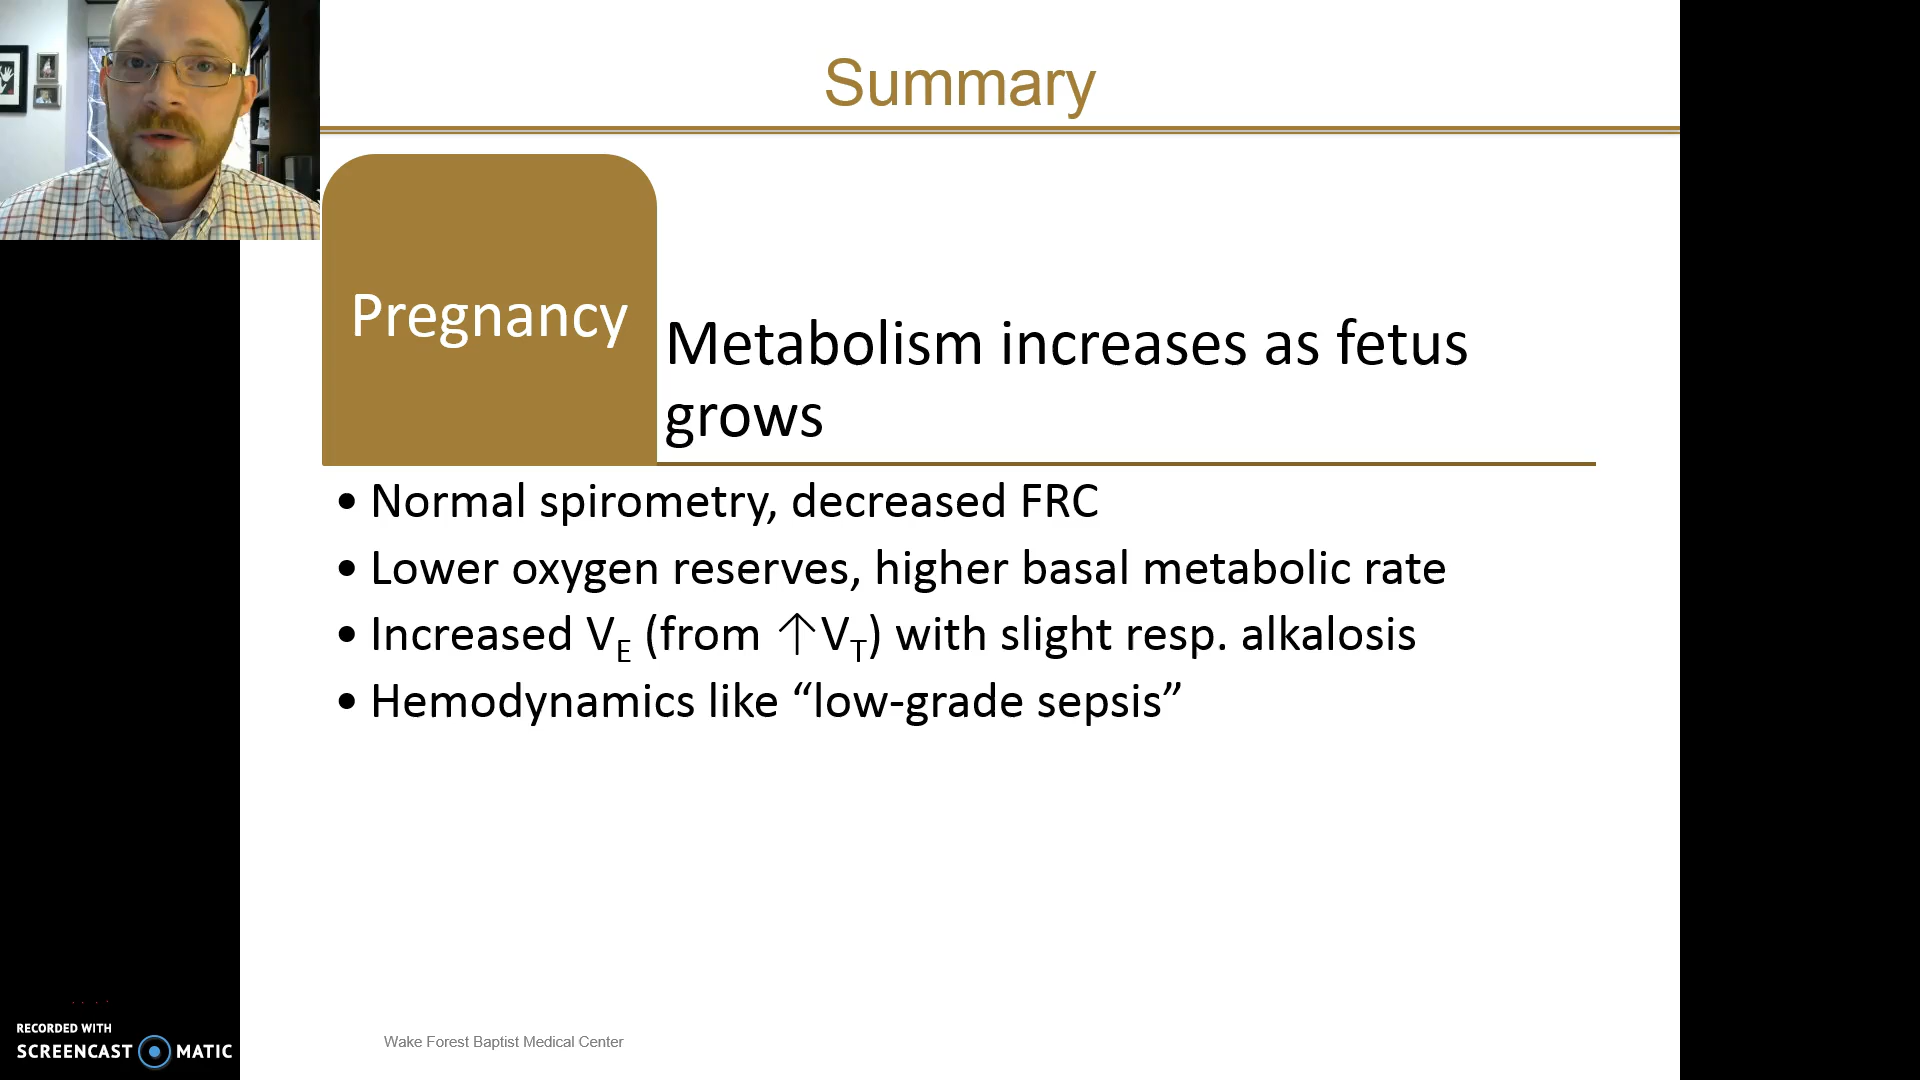 Summary
Pregnancy
Metabolism increases as fetus
grows
• Normal spirometry, decreased FRC
• Lower oxygen reserves, higher basal metabolic rate
• Increased VE (from ↑VT) with slight resp. alkalosis
• Hemodynamics like “low-grade sepsis”
Wake Forest Baptist Medical Center
RECORDED WITH
SCREENCAST MATIC